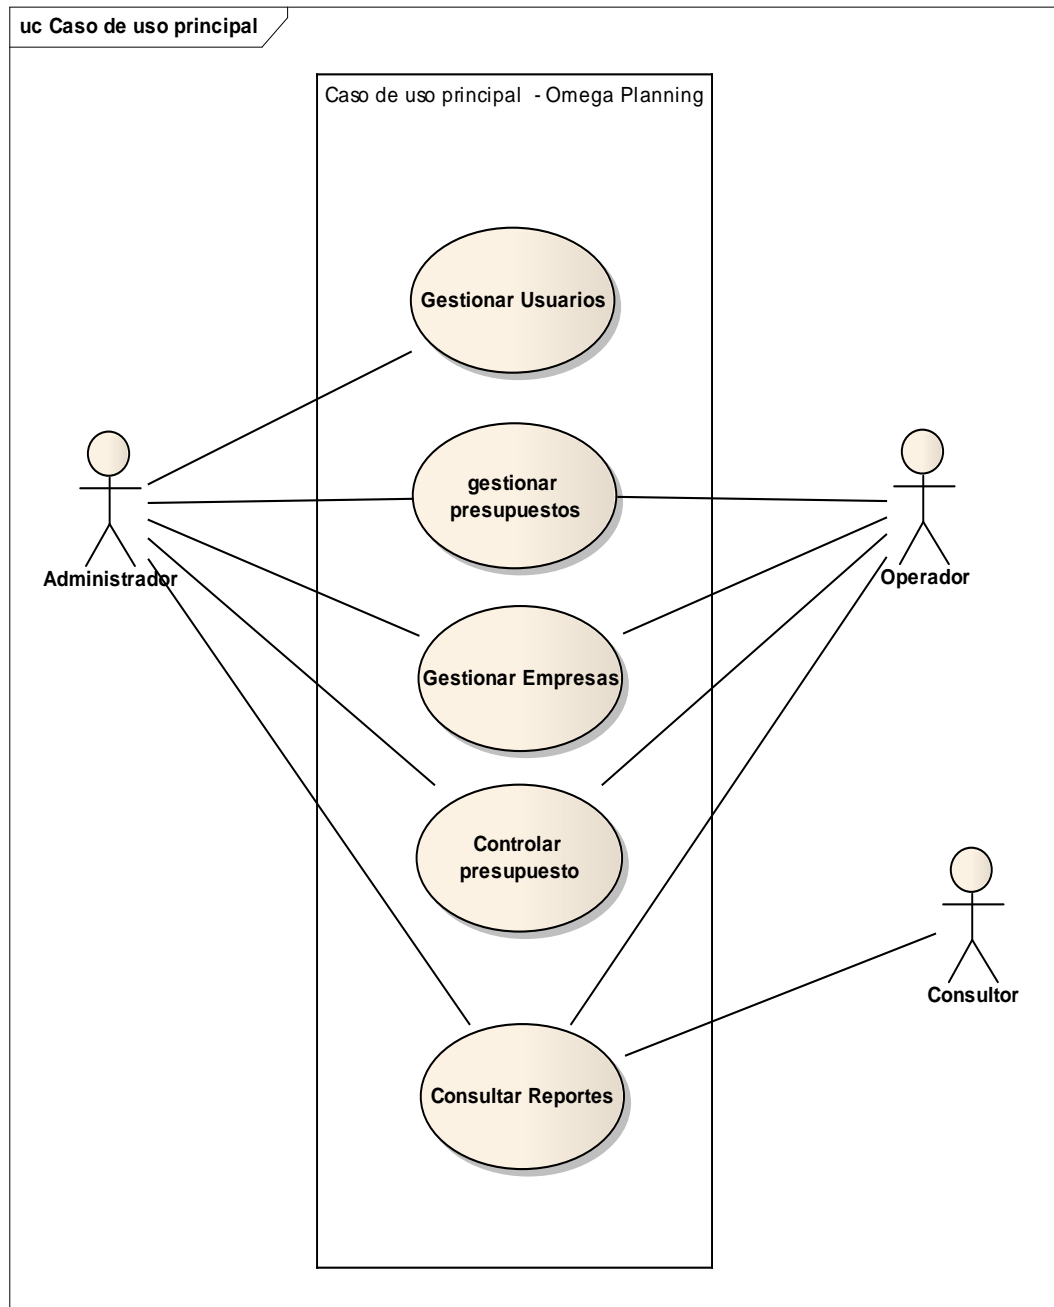 uc Caso de uso principal
Caso de uso principal - Omega Planning
Gestionar Usuarios
gestionar
presupuestos
Administrador
Operador
Gestionar Empresas
Controlar
presupuesto
Consultor
Consultar Reportes